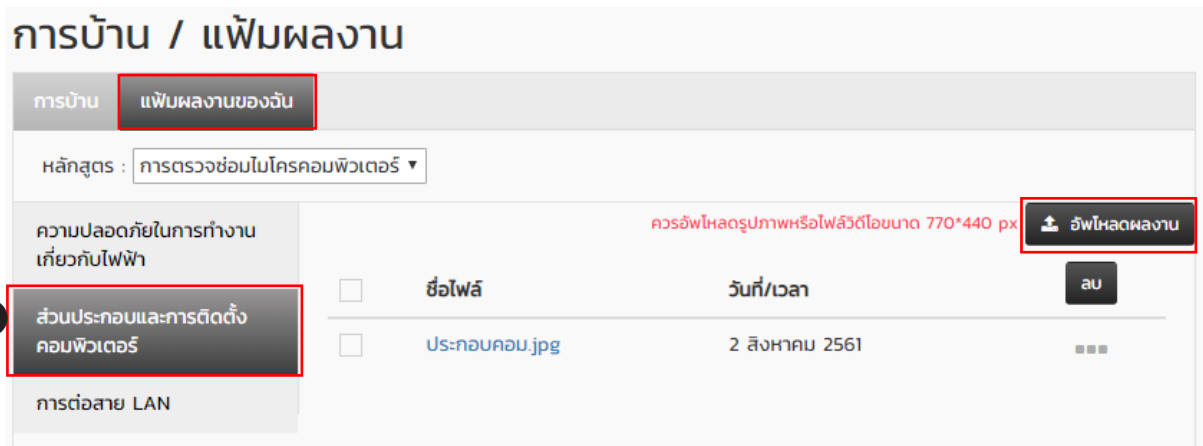 การบ้าน / แฟ้มผลงาน
การบ้าน แฟ้มผลงานของฉัน
หลักสูตร : การตรวจซ่อมไมโครคอมพิวเตอร์
ความปลอดภัยในการทำงาน
เกี่ยวกับไฟฟ้า
ส่วนประกอบและการติดตั้ง
คอมพิวเตอร์
การต่อสาย LAN
ควรอัพโหลดรูปภาพหรือไฟล์วิดีโอขนาด 770*440 px อัพโหลดผลงาน
ชื่อไฟล์ วันที่/เวลา ลบ
ประกอบคอม.jpg 2 สิงหาคม 2561